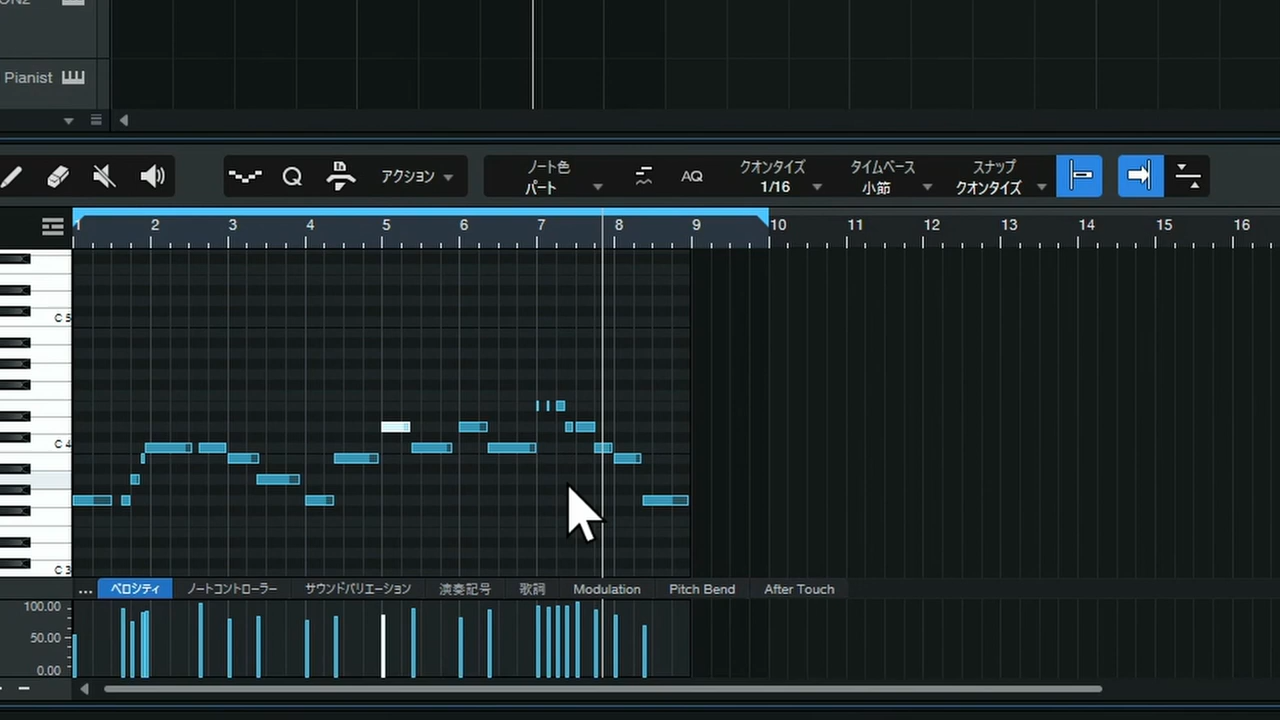 Pianist
ノート色 クオンタイズ タイムベース スナップ
Q アクション パート AQ 1/16 小節 クオンタイズ
1 2 3 4 5 6 7 8 9 10 11 12 13 14 15 16
C 5
C 4
C 3
... ベロシティ ノートコントローラー サウンドバリエーション 演奏記号 歌詞 Modulation Pitch Bend After Touch
100.00
50.00
0.00